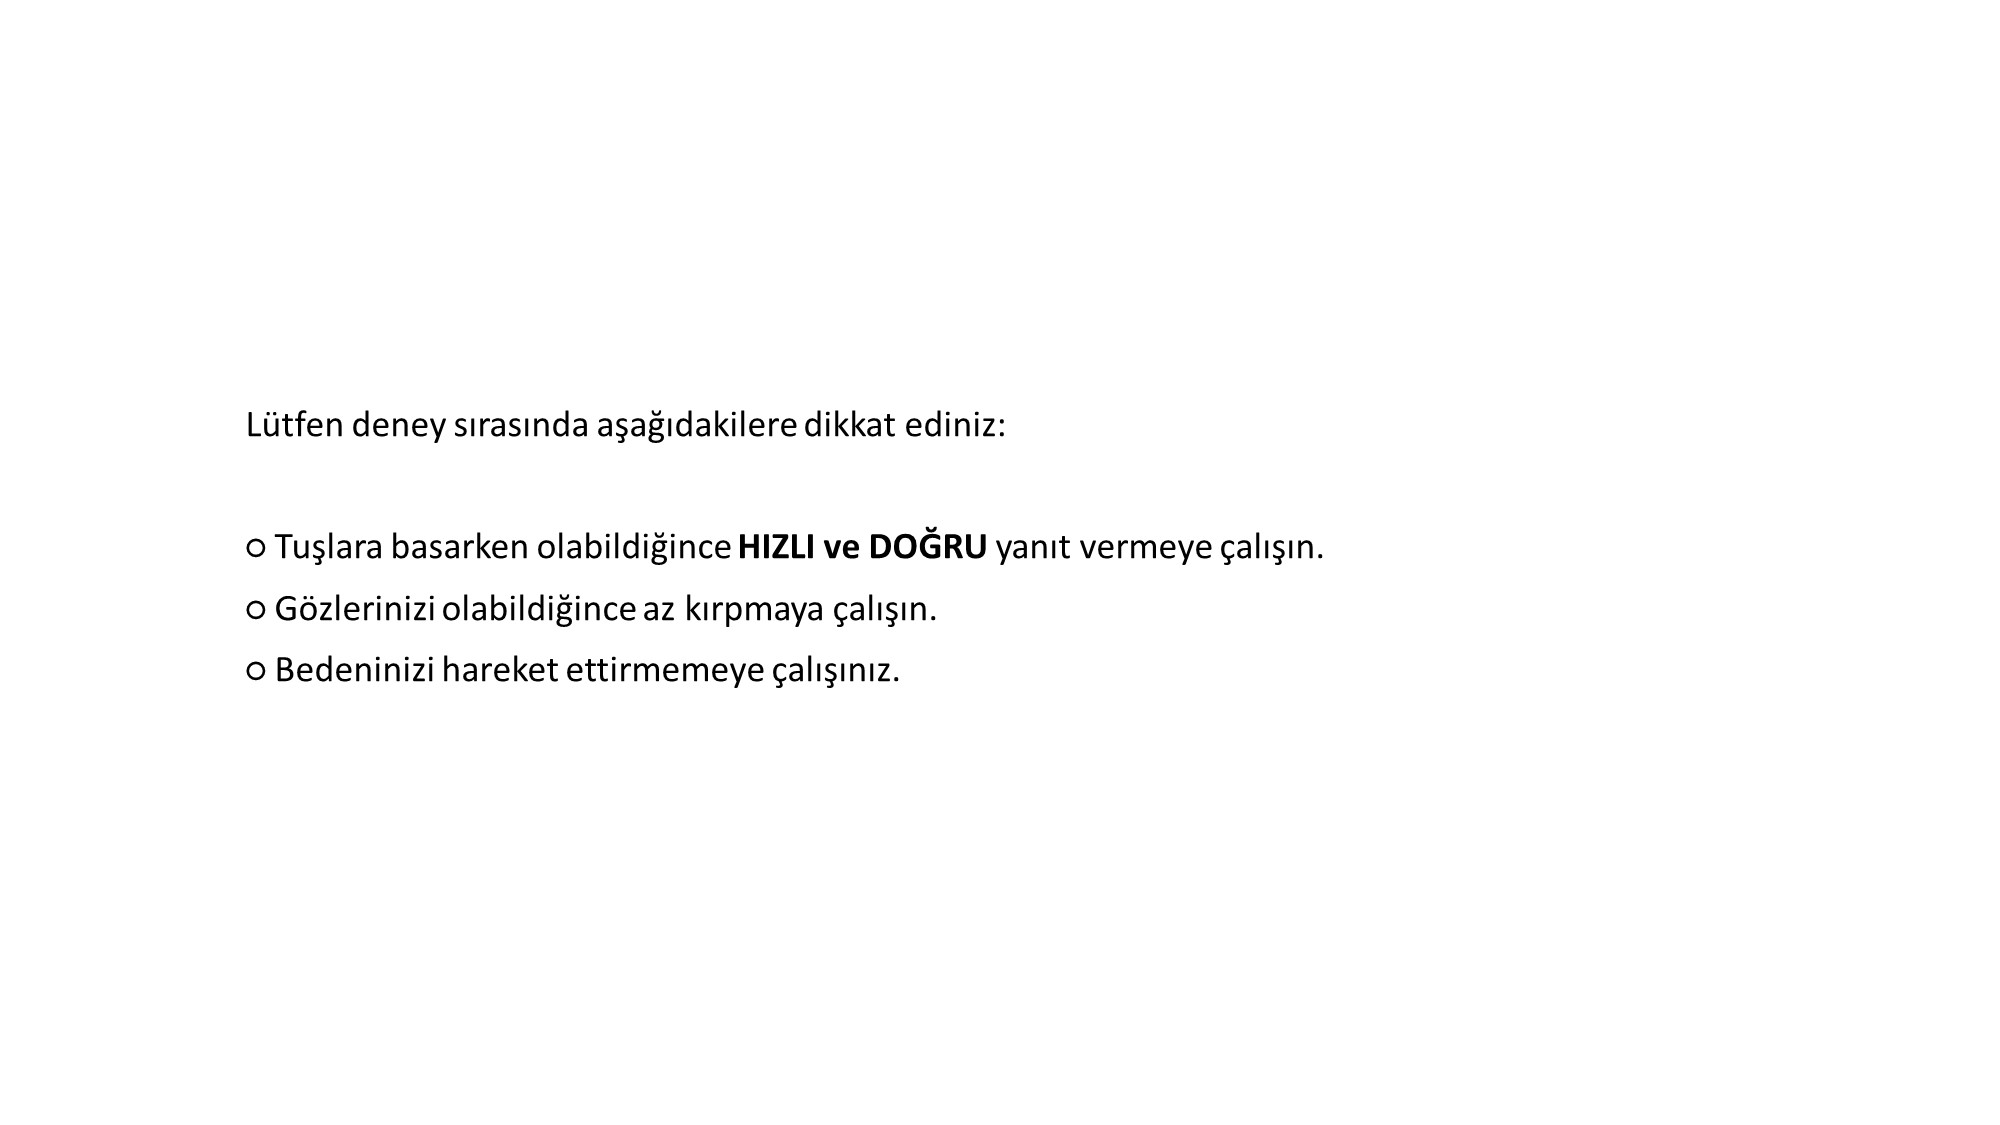 Lütfen deney sırasında aşağıdakilere dikkat ediniz:
○ Tuşlara basarken olabildiğince HIZLI ve DOĞRU yanıt vermeye çalışın.
○ Gözlerinizi olabildiğince az kırpmaya çalışın.
○ Bedeninizi hareket ettirmemeye çalışınız.